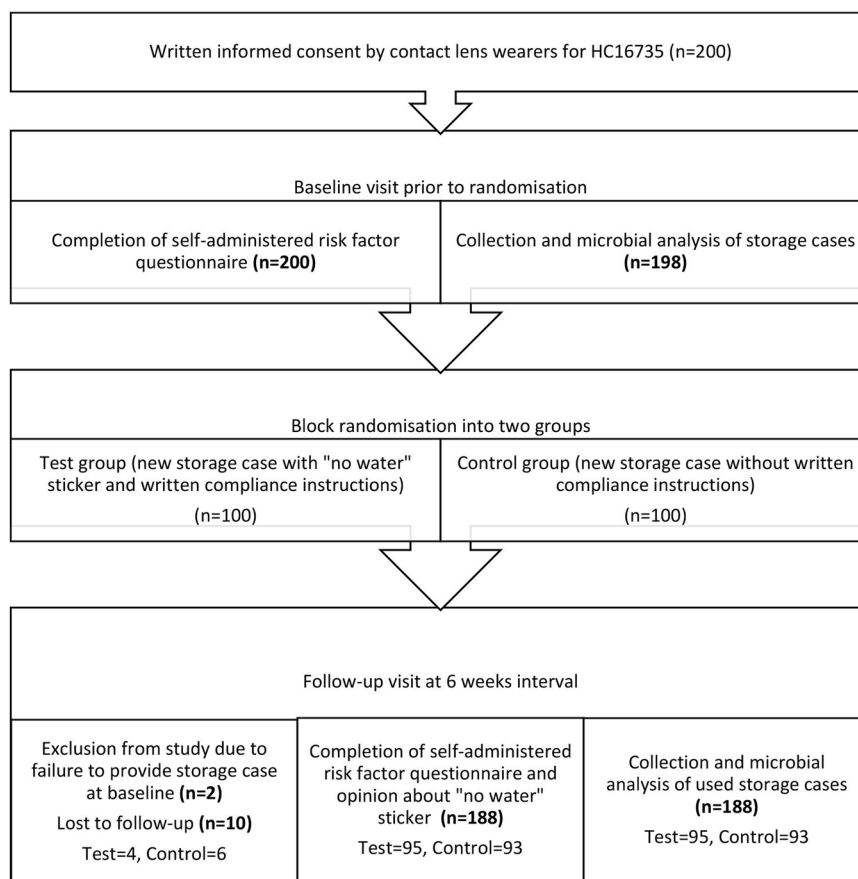 Written informed consent by contact lens wearers for HC16735 (n=200)
Baseline visit prior to randomisation
Completion of self-administered risk factor
questionnaire (n=200)
Collection and microbial analysis of storage cases
(n=198)
Block randomisation into two groups
Test group (new storage case with "no water"
sticker and written compliance instructions)
(n=100)
Control group (new storage case without written
compliance instructions)
(n=100)
Follow-up visit at 6 weeks interval
Exclusion from study due to
failure to provide storage case
at baseline (n=2)
Lost to follow-up (n=10)
Test=4, Control=6
Completion of self-administered
risk factor questionnaire and
opinion about "no water"
sticker (n=188)
Test=95, Control=93
Collection and microbial
analysis of used storage cases
(n=188)
Test=95, Control=93